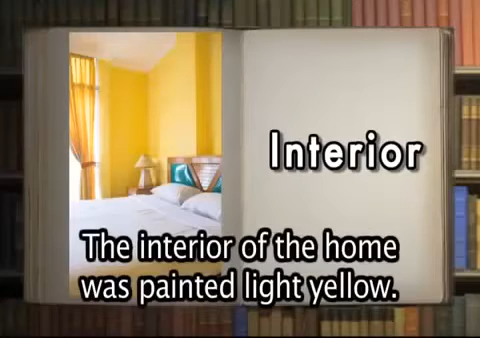 Interior
The interior of the home
was painted light yellow.